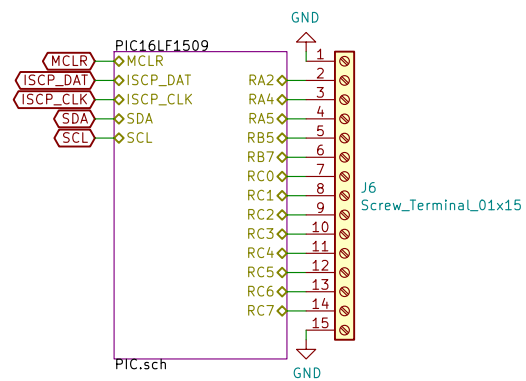 GND
PIC16LF1509
MCLR MCLR 1
ISCP_DAT ISCP_DAT RA2 2
ISCP_CLK ISCP_CLK RA4 3
SDA SDA RA5 4
SCL SCL RB5 5
RB7 6
RC0 7
RC1 8
J6
RC2 9
Screw_Terminal_01x15
RC3 10
RC4 11
RC5 12
RC6 13
RC7 14
15
PIC.sch
GND